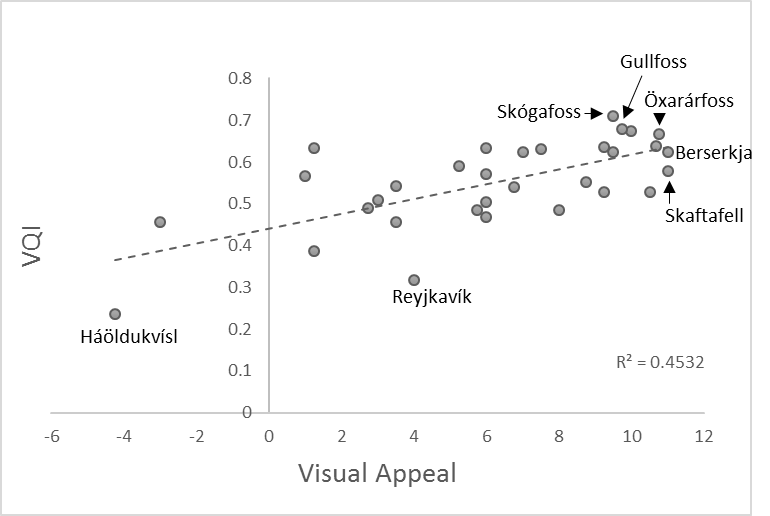 Gullfoss
Skógafoss
Öxarárfoss
Berserkja
Skaftafell
Reyjkavík
Háöldukvísl
0.8
0.7
0.6
0.5
0.4
0.3
0.2
0.1
0
VQI
R² = 0.4532
-6 -4 -2 0 2 4 6 8 10 12
Visual Appeal